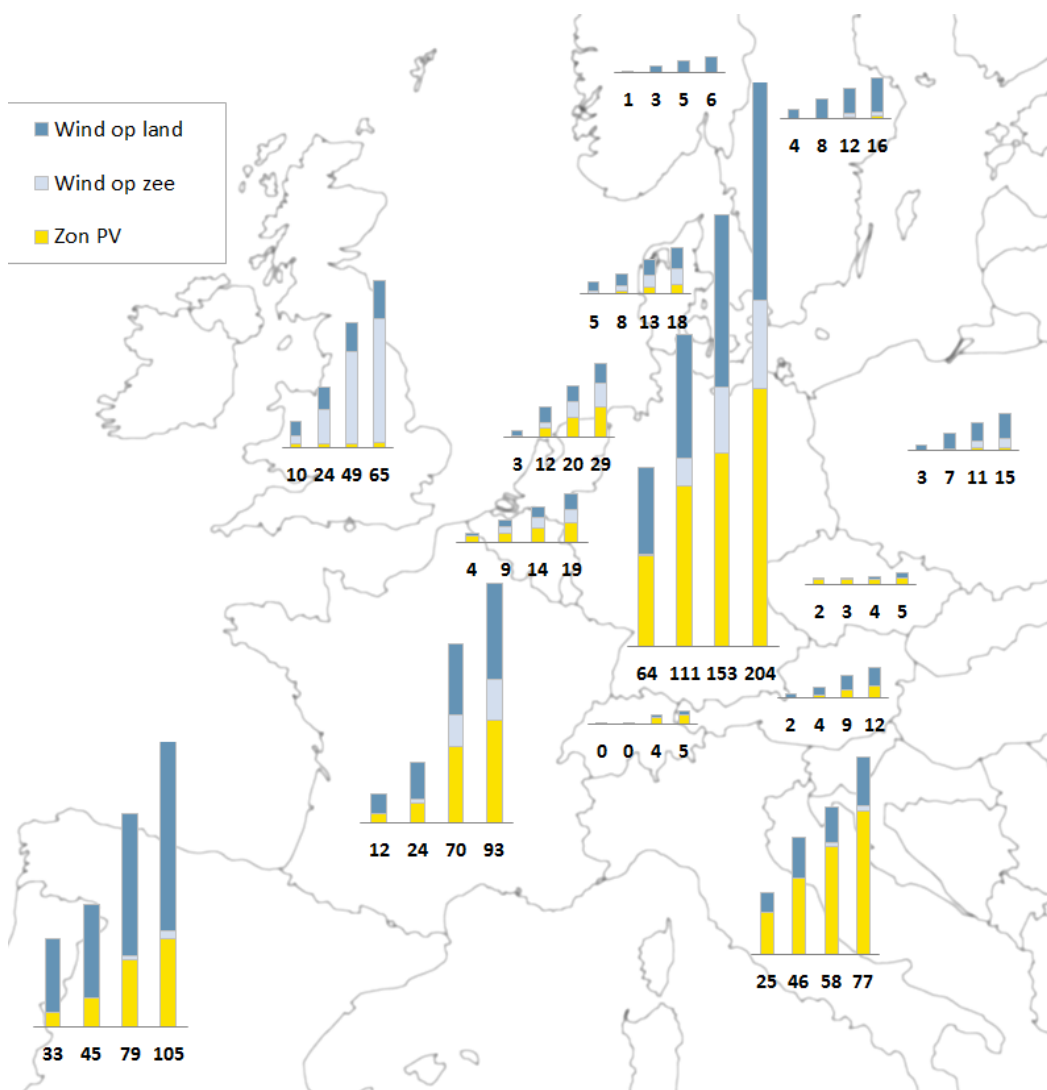 1 3 5 6
4 8 12 16
Wind op land
Wind op zee
Zon PV
5 8 13 18
10 24 49 65
3 12 20 29
3 7 11 15
4 9 14 19
2 3 4 5
64 111 153 204
2 4 9 12
0 0 4 5
12 24 70 93
25 46 58 77
33 45 79 105